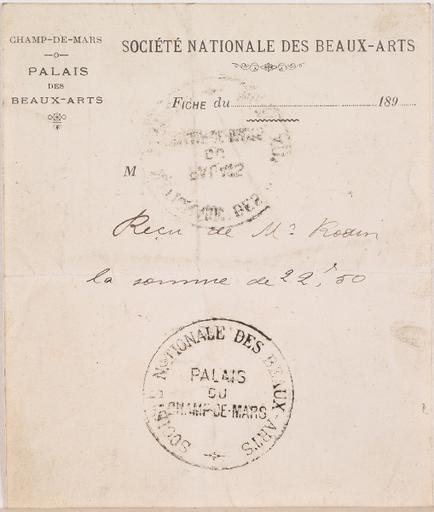 CHAMP-DE-MARS
PALAIS
DES
BEAUX-ARTS
SOCIÉTÉ NATIONALE DES BEAUX-ARTS
FICHE du 189
M
Reçu de Mr Rodin
la somme de 22f,50
SOCIÉTÉ NATIONALE DES BEAUX-ARTS
PALAIS
DU
CHAMP-DE-MARS